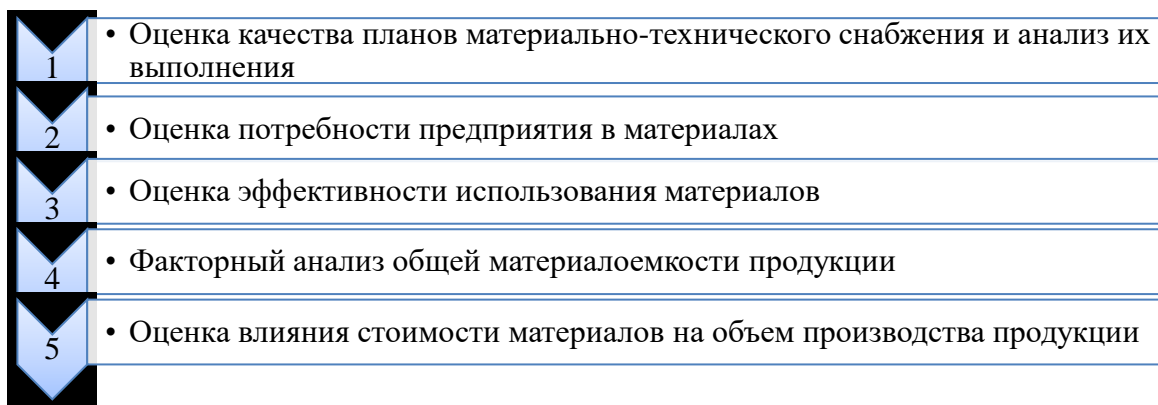 1
• Оценка качества планов материально-технического снабжения и анализ их
выполнения
2
• Оценка потребности предприятия в материалах
3
• Оценка эффективности использования материалов
4
• Факторный анализ общей материалоемкости продукции
5
• Оценка влияния стоимости материалов на объем производства продукции